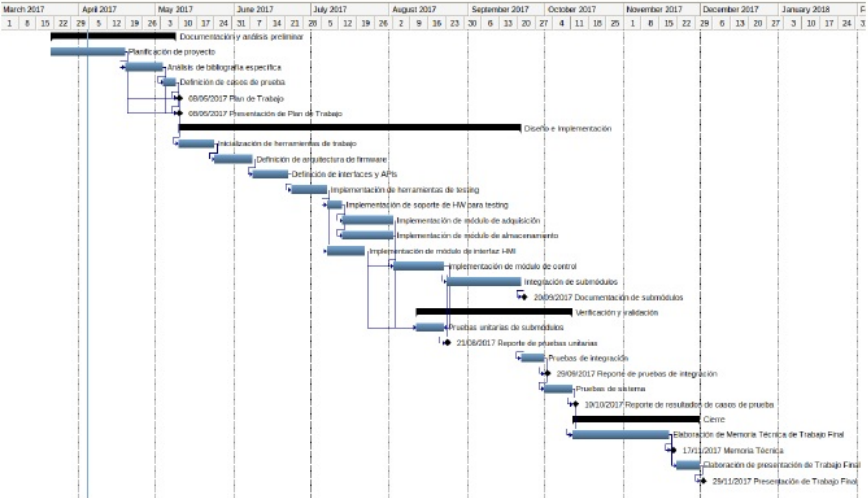 March 2017 April 2017 May 2017 June 2017 July 2017 August 2017 September 2017 October 2017 November 2017 December 2017 January 2018 F
1 8 15 22 29 5 12 19 26 3 10 17 24 31 7 14 21 28 5 12 19 26 2 9 16 23 30 6 13 20 27 4 11 18 25 1 8 15 22 29 6 13 20 27 3 10 17 24 31
Documentación y análisis preliminar
Planificación de proyecto
Análisis de bibliografía específica
Definición de casos de prueba
08/05/2017 Plan de Trabajo
08/05/2017 Presentación de Plan de Trabajo
Diseño e Implementación
Inicialización de herramientas de trabajo
Definición de arquitectura de firmware
Definición de interfaces y APIs
Implementación de herramientas de testing
Implementación de soporte de HW para testing
Implementación de módulo de adquisición
Implementación de módulo de almacenamiento
Implementación de módulo de interfaz HMI
Implementación de módulo de control
Integración de submódulos
20/09/2017 Documentación de submódulos
Verificación y validación
Pruebas unitarias de submódulos
21/08/2017 Reporte de pruebas unitarias
Pruebas de integración
29/09/2017 Reporte de pruebas de integración
Pruebas de sistema
10/10/2017 Reporte de resultados de casos de prueba
Cierre
Elaboración de Memoria Técnica de Trabajo Final
17/11/2017 Memoria Técnica
Elaboración de presentación de Trabajo Final
29/11/2017 Presentación de Trabajo Final